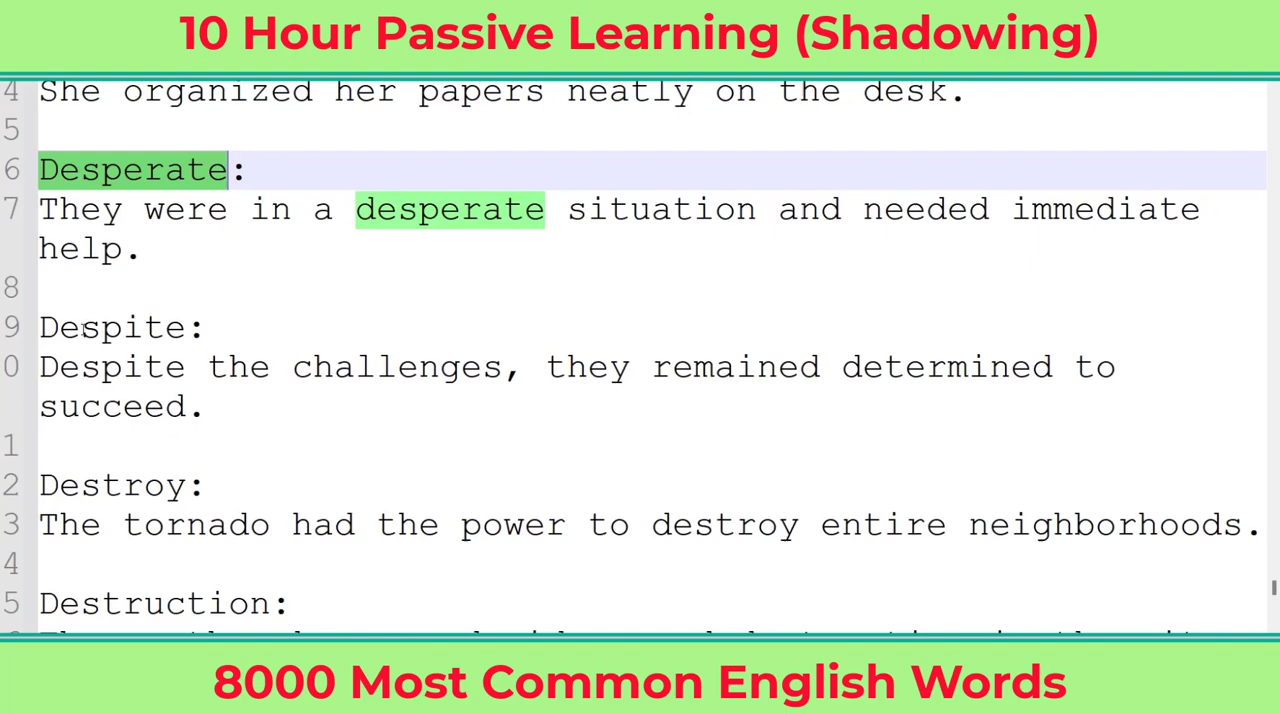 10 Hour Passive Learning (Shadowing)
4 She organized her papers neatly on the desk.
5
6 Desperate:
7 They were in a desperate situation and needed immediate
help.
8
9 Despite:
0 Despite the challenges, they remained determined to
succeed.
1
2 Destroy:
3 The tornado had the power to destroy entire neighborhoods.
4
5 Destruction:
8000 Most Common English Words